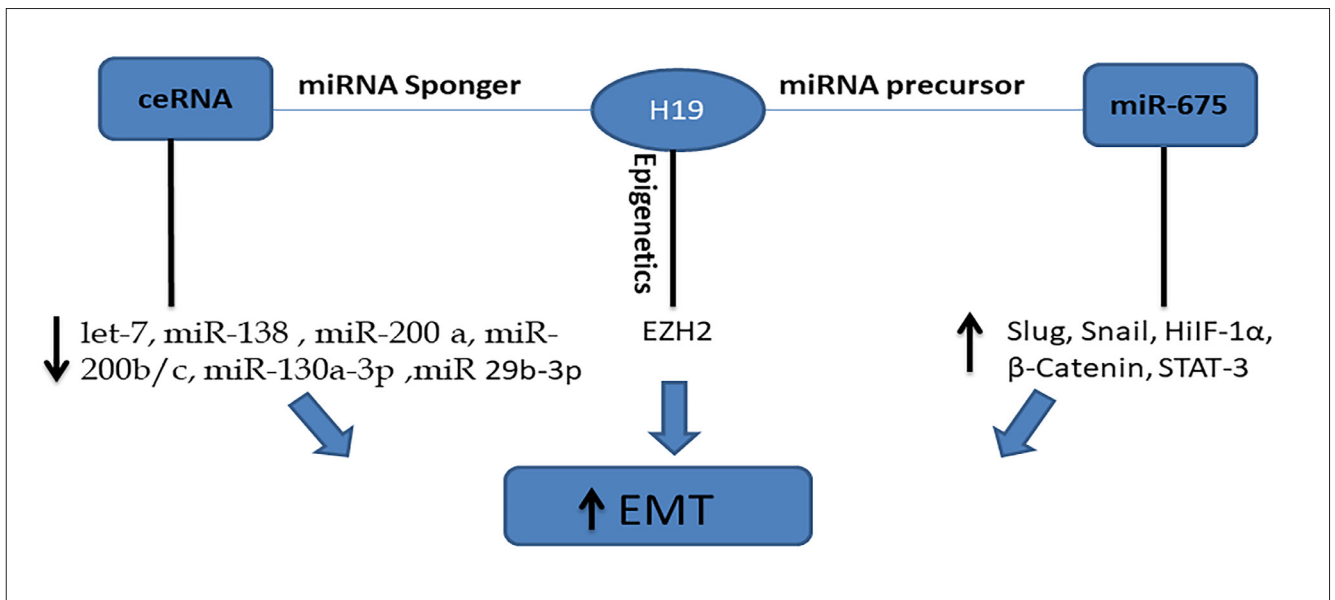 ceRNA
miRNA Sponger
H19
miRNA precursor
miR-675
Epigenetics
let-7, miR-138 , miR-200 a, miR-
200b/c, miR-130a-3p ,miR 29b-3p
EZH2
Slug, Snail, HiIF-1α,
β-Catenin, STAT-3
EMT